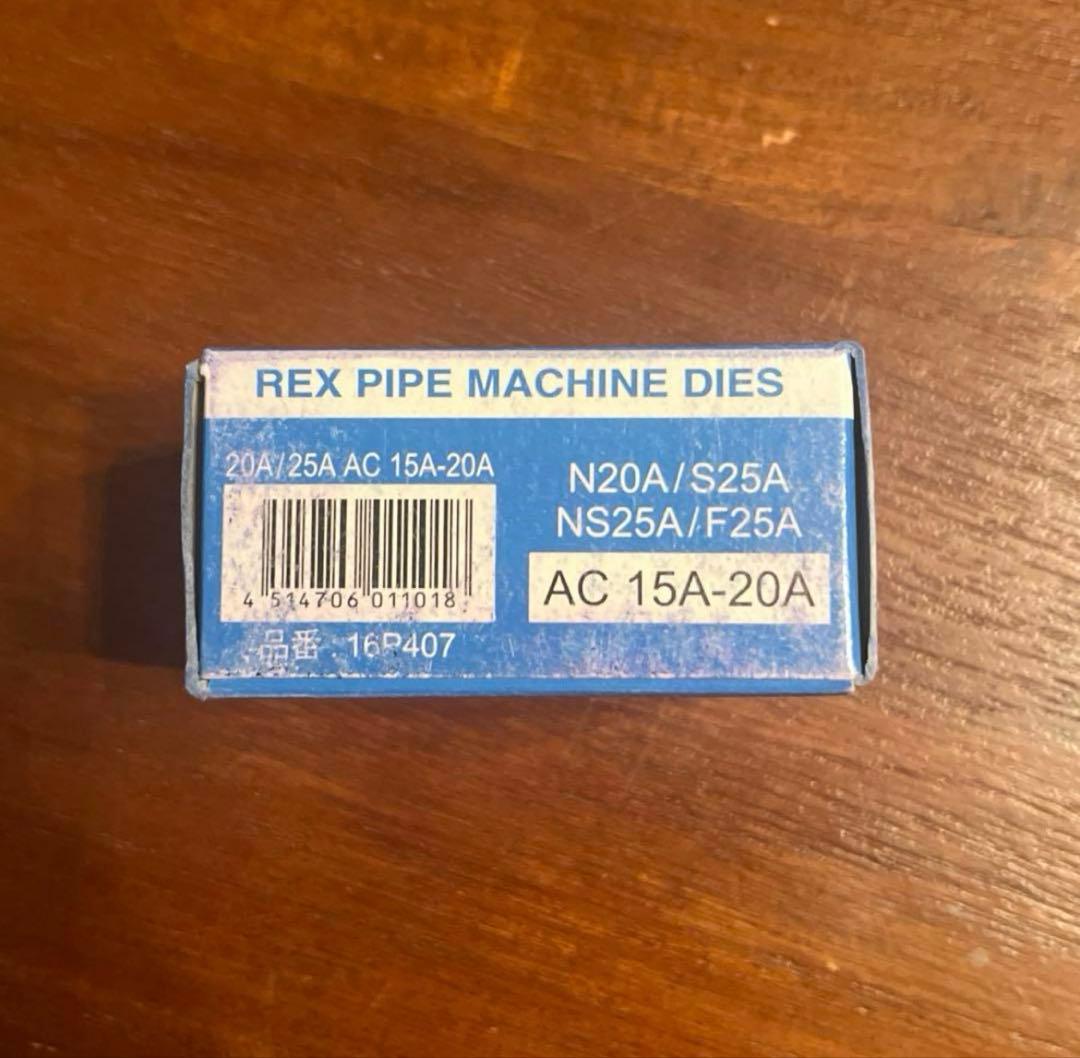 REX PIPE MACHINE DIES
20A/25A AC 15A-20A
4 514706 011018
品番：16P407
N20A/S25A
NS25A/F25A
AC 15A-20A